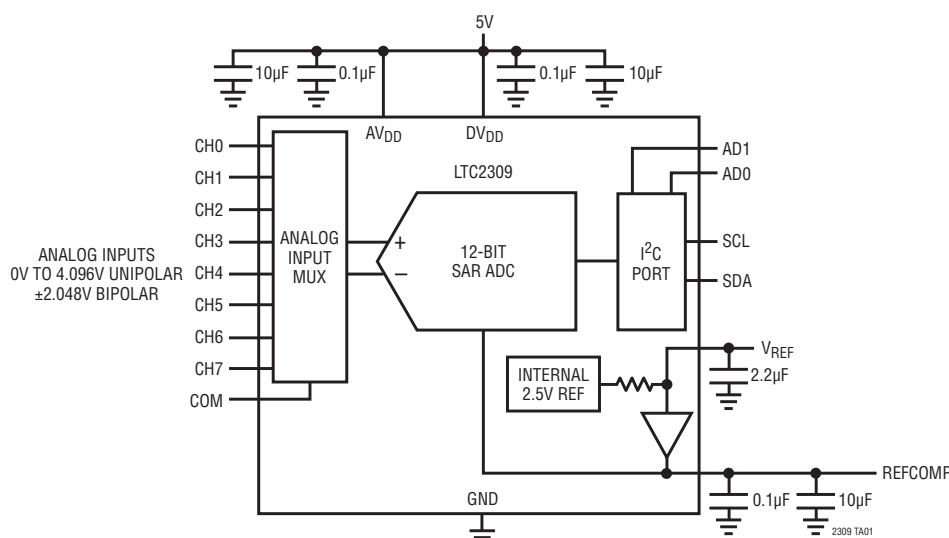 5V
10µF
0.1µF
0.1µF
10µF
AVDD
DVDD
LTC2309
CH0
CH1
CH2
CH3
CH4
CH5
CH6
CH7
COM
ANALOG INPUTS
0V TO 4.096V UNIPOLAR
±2.048V BIPOLAR
ANALOG
INPUT
MUX
+
–
12-BIT
SAR ADC
I2C
PORT
AD1
AD0
SCL
SDA
INTERNAL
2.5V REF
VREF
2.2µF
REFCOMP
GND
0.1µF
10µF
2309 TA01